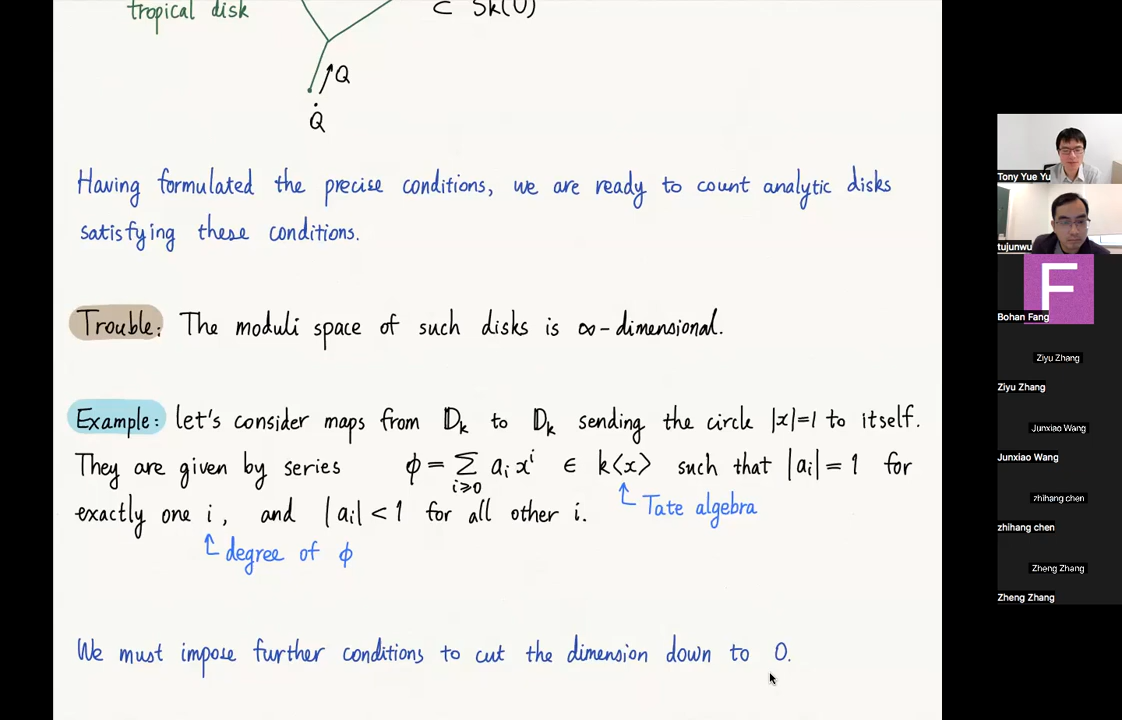 tropical disk
⊂ Sk(U)
Q
Q̇
Having formulated the precise conditions, we are ready to count analytic disks
satisfying these conditions.
Trouble: The moduli space of such disks is ∞-dimensional.
Example: let's consider maps from 𝔻ₖ to 𝔻ₖ sending the circle |x|=1 to itself.
They are given by series ϕ = ∑ aᵢ xⁱ ∈ k⟨x⟩ such that |aᵢ| = 1 for
i≥0
exactly one i, and |aᵢ| < 1 for all other i.
Tate algebra
degree of ϕ
We must impose further conditions to cut the dimension down to 0.
Tony Yue Yu
tujunwu
F
Bohan Fang
Ziyu Zhang
Ziyu Zhang
Junxiao Wang
Junxiao Wang
zhihang chen
zhihang chen
Zheng Zhang
Zheng Zhang